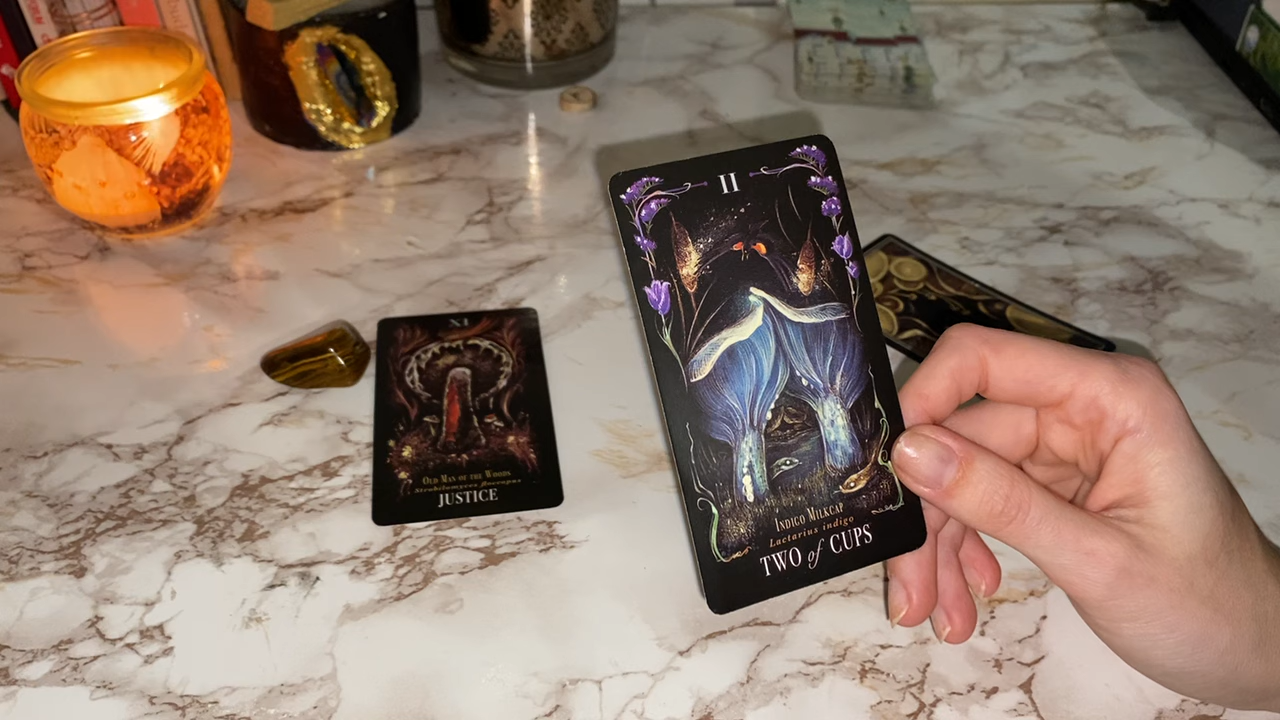 XI
OLD MAN OF THE WOODS
Strobilomyces floccopus
JUSTICE
II
INDIGO MILKCAP
Lactarius indigo
TWO of CUPS